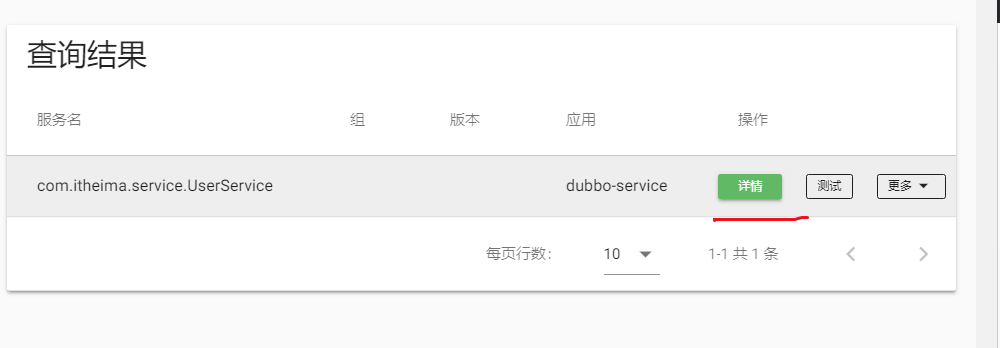 查询结果
服务名 组 版本 应用 操作
com.itheima.service.UserService dubbo-service 详情 测试 更多
每页行数: 10 1-1 共 1 条